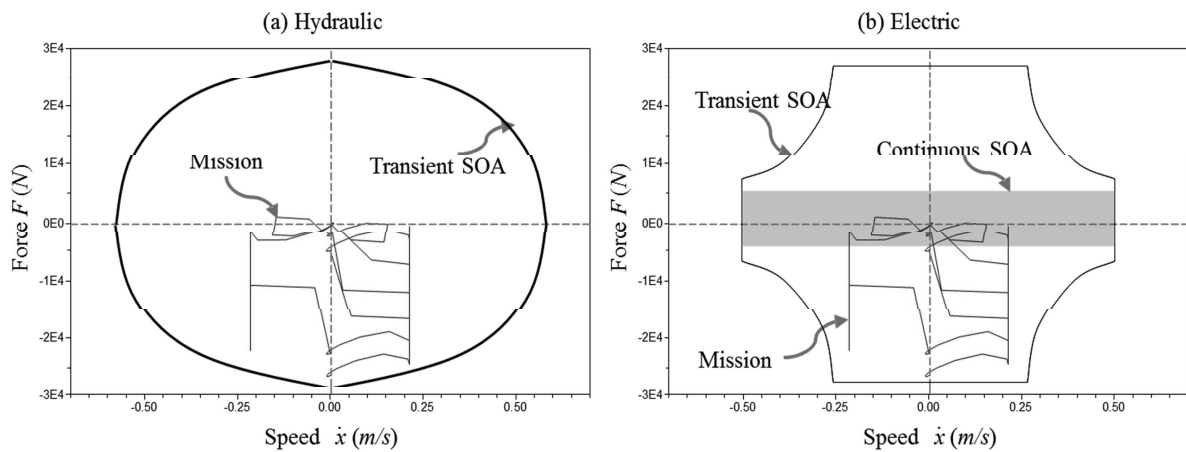 (a) Hydraulic
(b) Electric
3E4
2E4
1E4
0E0
-1E4
-2E4
-3E4
Force F (N)
Mission
Transient SOA
-0.50
-0.25
0.00
0.25
0.50
Speed ẋ (m/s)
3E4
2E4
1E4
0E0
-1E4
-2E4
-3E4
Force F (N)
Transient SOA
Continuous SOA
Mission
-0.50
-0.25
0.00
0.25
0.50
Speed ẋ (m/s)